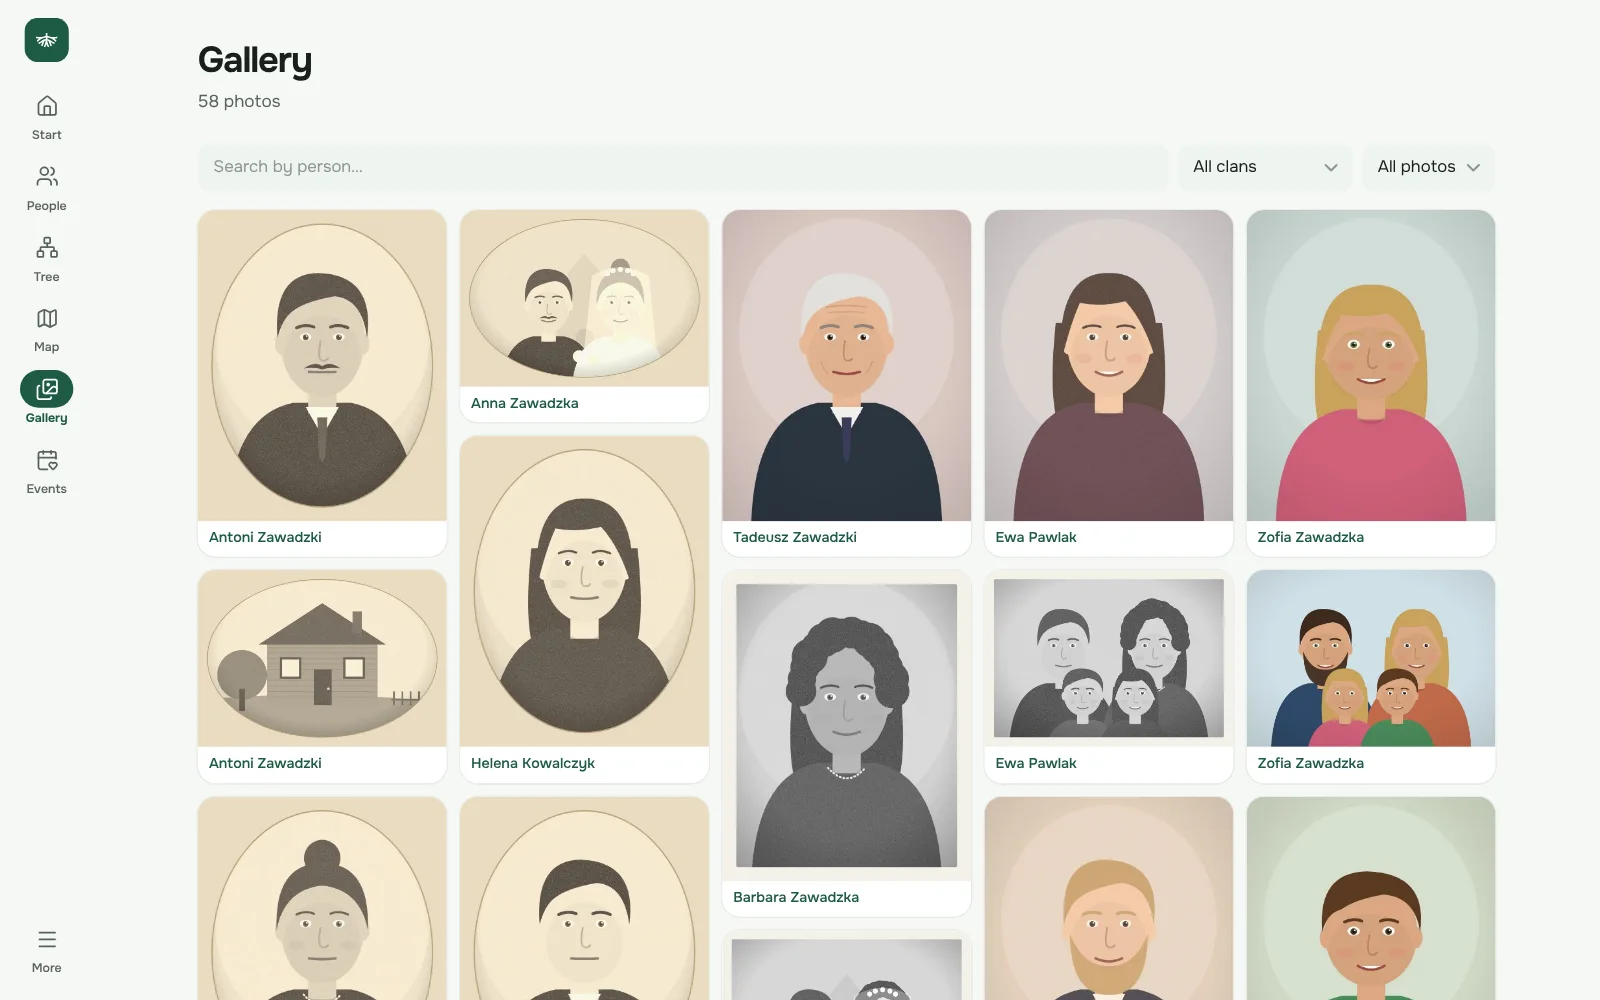 Gallery
58 photos
Search by person...
All clans
All photos
Start
People
Tree
Map
Gallery
Events
More
Antoni Zawadzki
Anna Zawadzka
Tadeusz Zawadzki
Ewa Pawlak
Zofia Zawadzka
Antoni Zawadzki
Helena Kowalczyk
Ewa Pawlak
Zofia Zawadzka
Barbara Zawadzka